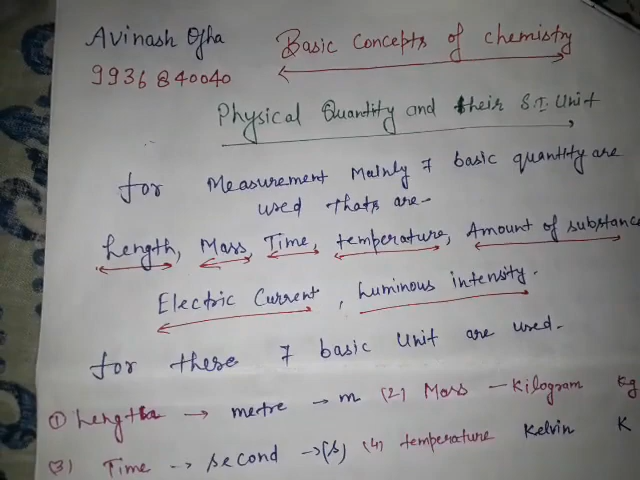 Avinash Ojha
Basic Concepts of chemistry
9936840040
Physical Quantity and their S.I. Unit
for Measurement Mainly 7 basic quantity are
used thats are-
Length, Mass, Time, temperature, Amount of substance
Electric Current, Luminous intensity.
for these 7 basic Unit are used-
① Length → metre → m (2) Mass - Kilogram Kg
(3) Time → second → (s) (4) temperature Kelvin K